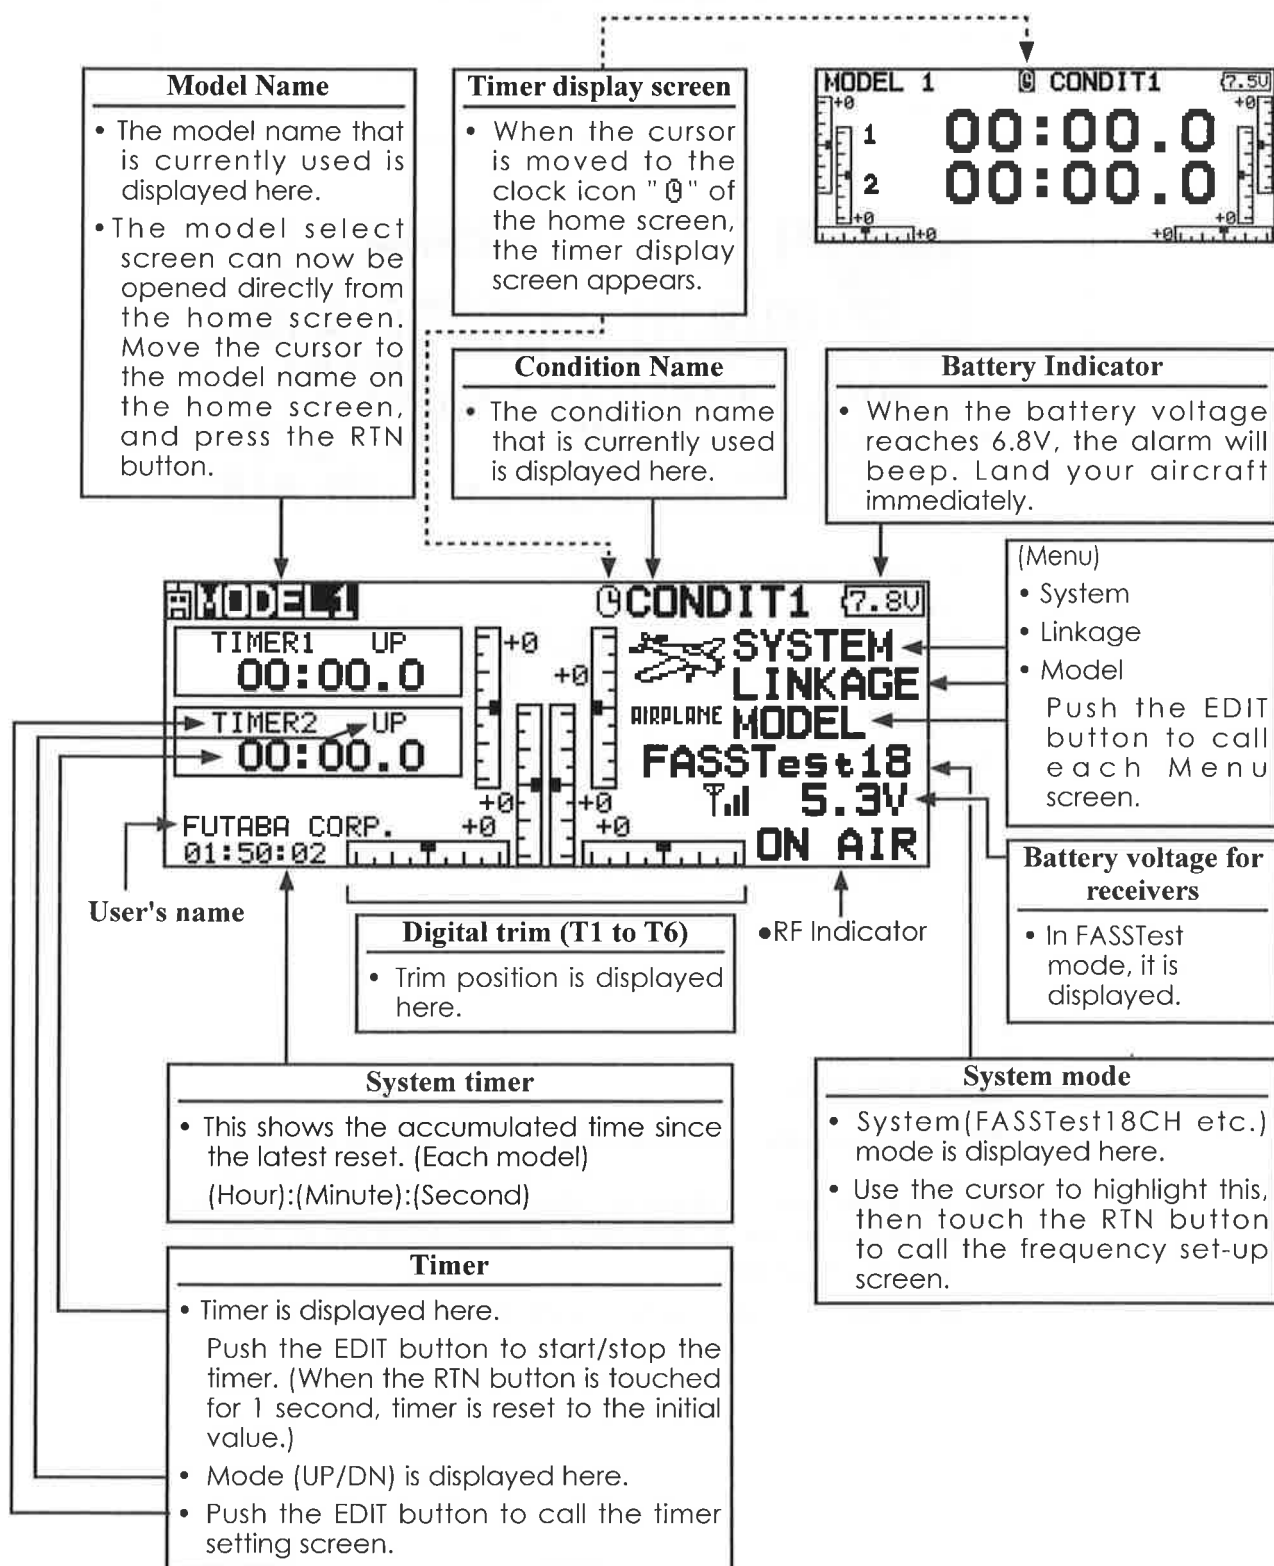 Model Name
• The model name that
is currently used is
displayed here.
•The model select
screen can now be
opened directly from
the home screen.
Move the cursor to
the model name on
the home screen,
and press the RTN
button.
Timer display screen
• When the cursor
is moved to the
clock icon " " of
the home screen,
the timer display
screen appears.
MODEL 1 CONDIT1 7.5V
+0 +0
1 00:00.0
2 00:00.0
+0 +0
+0 +0
Condition Name
• The condition name
that is currently used
is displayed here.
Battery Indicator
• When the battery voltage
reaches 6.8V, the alarm will
beep. Land your aircraft
immediately.
(Menu)
• System
• Linkage
• Model
Push the EDIT
button to call
each Menu
screen.
MODEL1 CONDIT1 7.8V
TIMER1 UP
00:00.0
TIMER2 UP
00:00.0
+0 +0
+0 +0
+0 +0
SYSTEM
LINKAGE
AIRPLANE MODEL
FASSTest18
5.3V
ON AIR
FUTABA CORP.
01:50:02
User's name
Digital trim (T1 to T6)
• Trim position is displayed
here.
●RF Indicator
Battery voltage for
receivers
• In FASSTest
mode, it is
displayed.
System timer
• This shows the accumulated time since
the latest reset. (Each model)
(Hour):(Minute):(Second)
System mode
• System(FASSTest18CH etc.)
mode is displayed here.
• Use the cursor to highlight this,
then touch the RTN button
to call the frequency set-up
screen.
Timer
• Timer is displayed here.
Push the EDIT button to start/stop the
timer. (When the RTN button is touched
for 1 second, timer is reset to the initial
value.)
• Mode (UP/DN) is displayed here.
• Push the EDIT button to call the timer
setting screen.